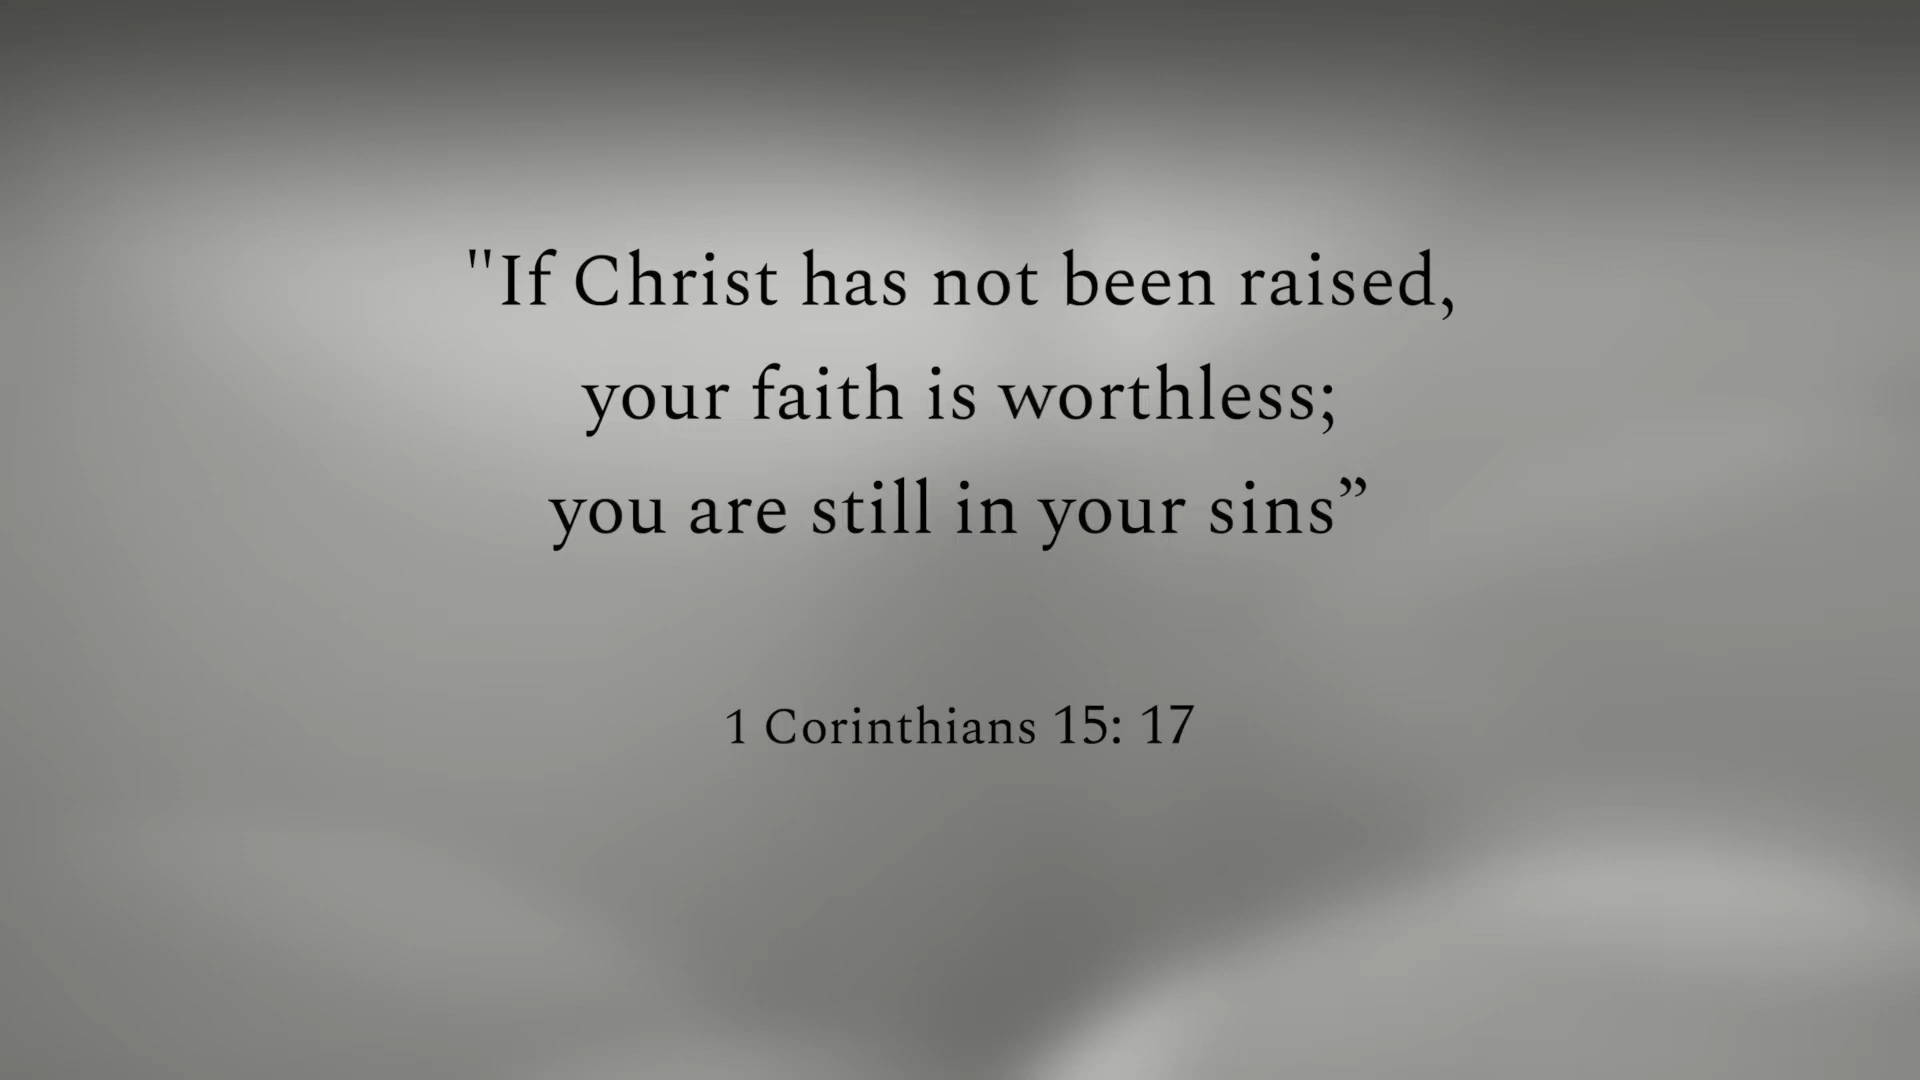 "If Christ has not been raised,
your faith is worthless;
you are still in your sins”
1 Corinthians 15: 17